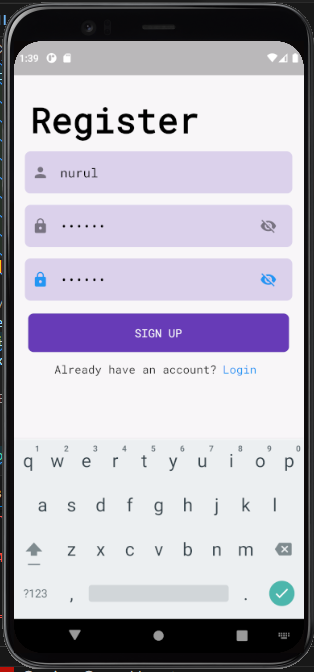 1:39
Register
nurul
••••••
••••••
SIGN UP
Already have an account? Login
1 2 3 4 5 6 7 8 9 0
q w e r t y u i o p
a s d f g h j k l
z x c v b n m
?123 , .